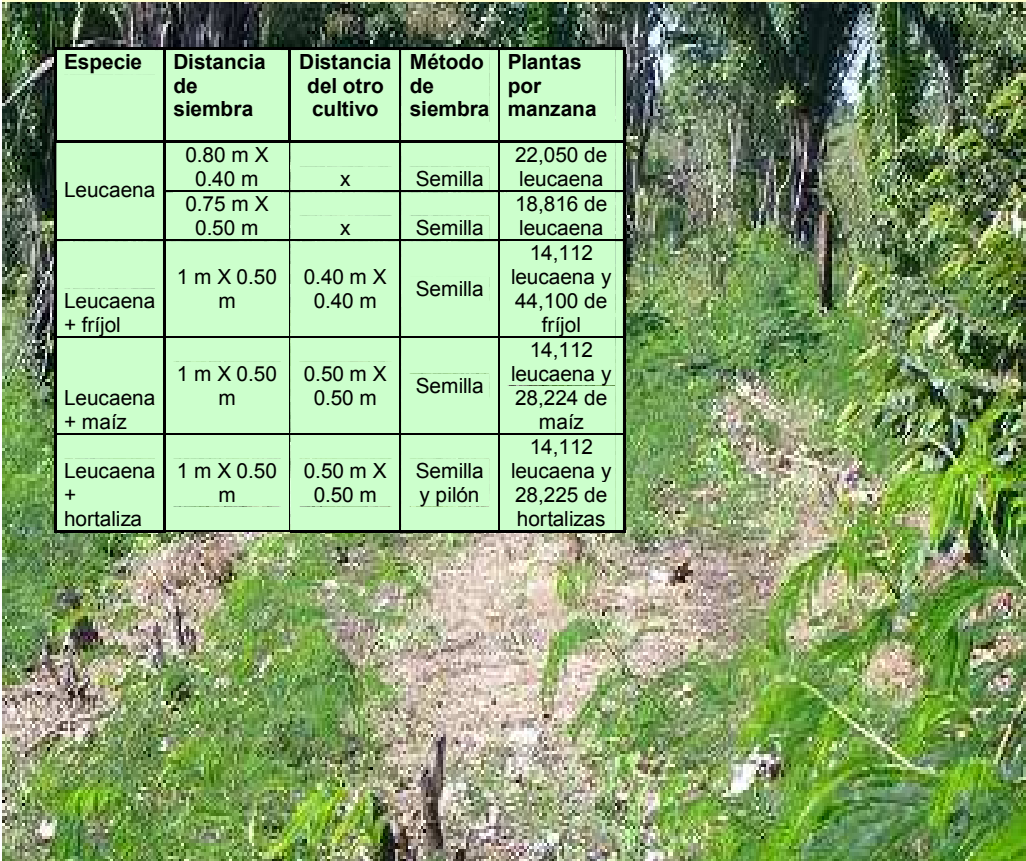 Especie
Distancia
de
siembra
Distancia
del otro
cultivo
Método
de
siembra
Plantas
por
manzana
Leucaena
0.80 m X
0.40 m
x
Semilla
22,050 de
leucaena
0.75 m X
0.50 m
x
Semilla
18,816 de
leucaena
Leucaena
+ fríjol
1 m X 0.50
m
0.40 m X
0.40 m
Semilla
14,112
leucaena y
44,100 de
fríjol
Leucaena
+ maíz
1 m X 0.50
m
0.50 m X
0.50 m
Semilla
14,112
leucaena y
28,224 de
maíz
Leucaena
+
hortaliza
1 m X 0.50
m
0.50 m X
0.50 m
Semilla
y pilón
14,112
leucaena y
28,225 de
hortalizas